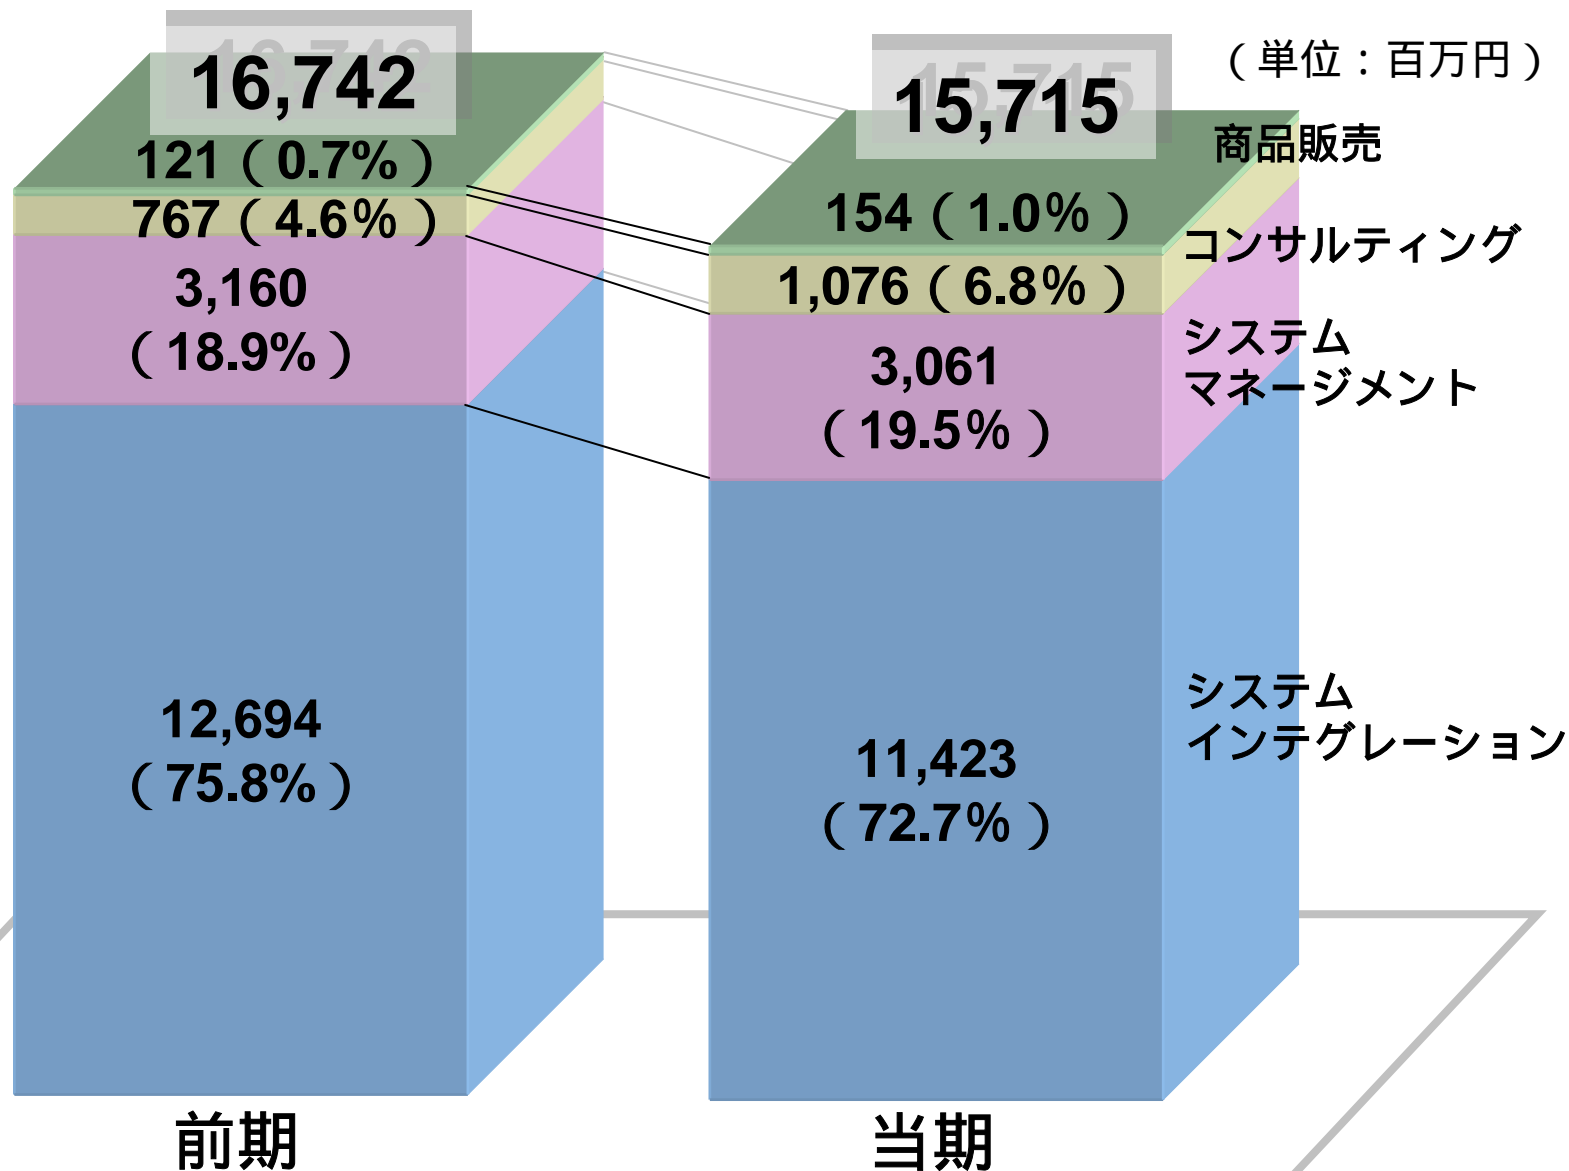 （単位：百万円）
16,742
121（0.7%）
767（4.6%）
3,160
（18.9%）
12,694
（75.8%）
前期
15,715
154（1.0%）
1,076（6.8%）
3,061
（19.5%）
11,423
（72.7%）
当期
商品販売
コンサルティング
システム
マネージメント
システム
インテグレーション